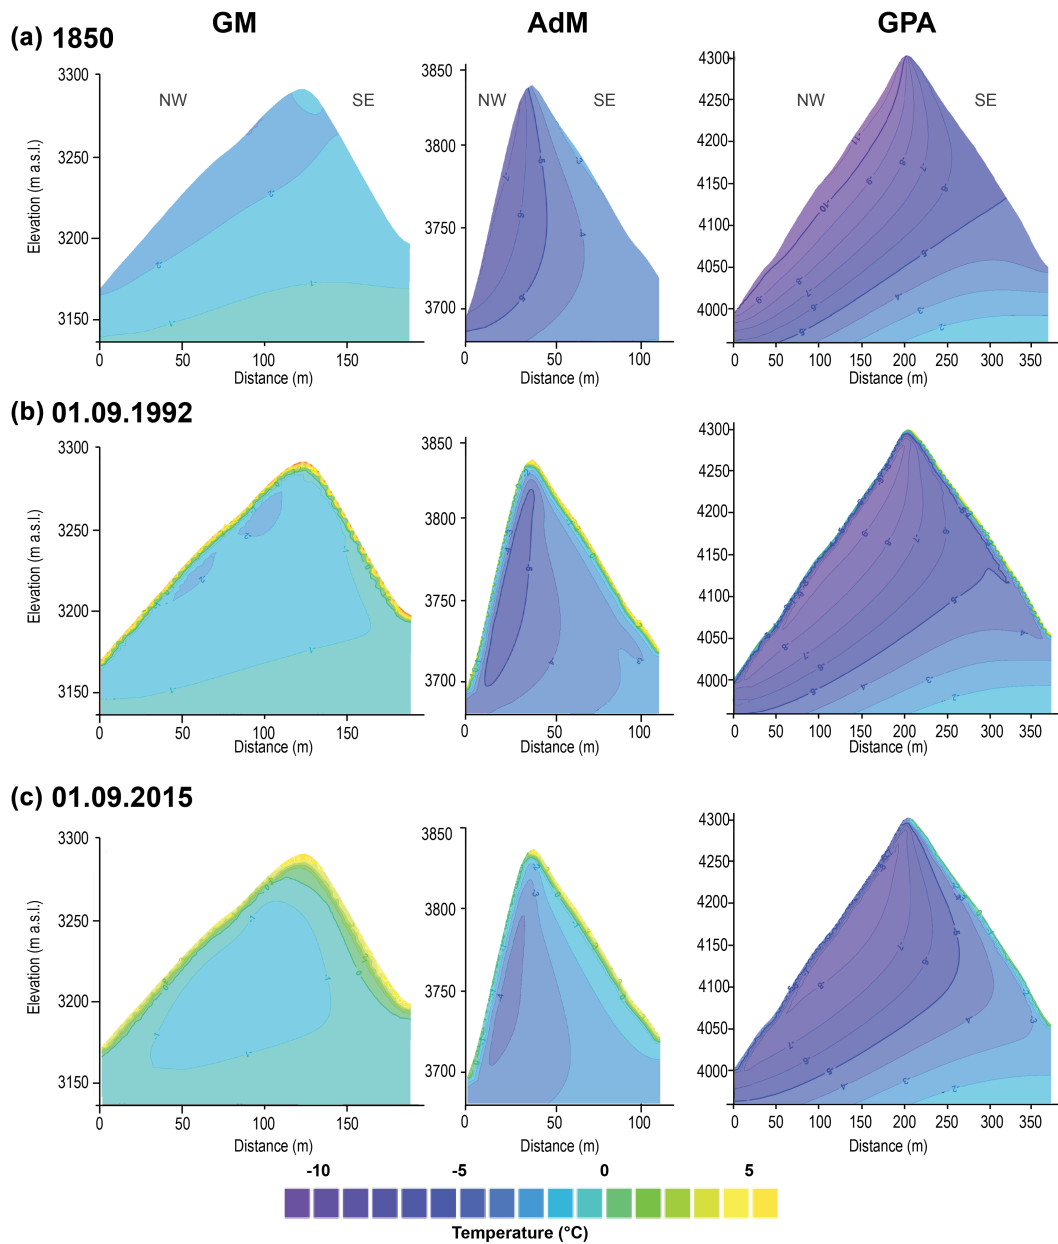 GM AdM GPA
(a) 1850
3300 3850 4300
NW SE NW SE NW SE
3250 3800 4250
4200
4150
3200 3750 4100
4050
3150 3700 4000
Elevation (m a.s.l.)
0 50 100 150 0 50 100 0 50 100 150 200 250 300 350
Distance (m) Distance (m) Distance (m)
(b) 01.09.1992
3300 3850 4300
4250
3250 3800 4200
4150
3200 3750 4100
4050
3150 3700 4000
Elevation (m a.s.l.)
0 50 100 150 0 50 100 0 50 100 150 200 250 300 350
Distance (m) Distance (m) Distance (m)
(c) 01.09.2015
3300 3850 4300
4250
3250 3800 4200
4150
3200 3750 4100
4050
3150 3700 4000
Elevation (m a.s.l.)
0 50 100 150 0 50 100 0 50 100 150 200 250 300 350
Distance (m) Distance (m) Distance (m)
-10 -5 0 5
Temperature (°C)